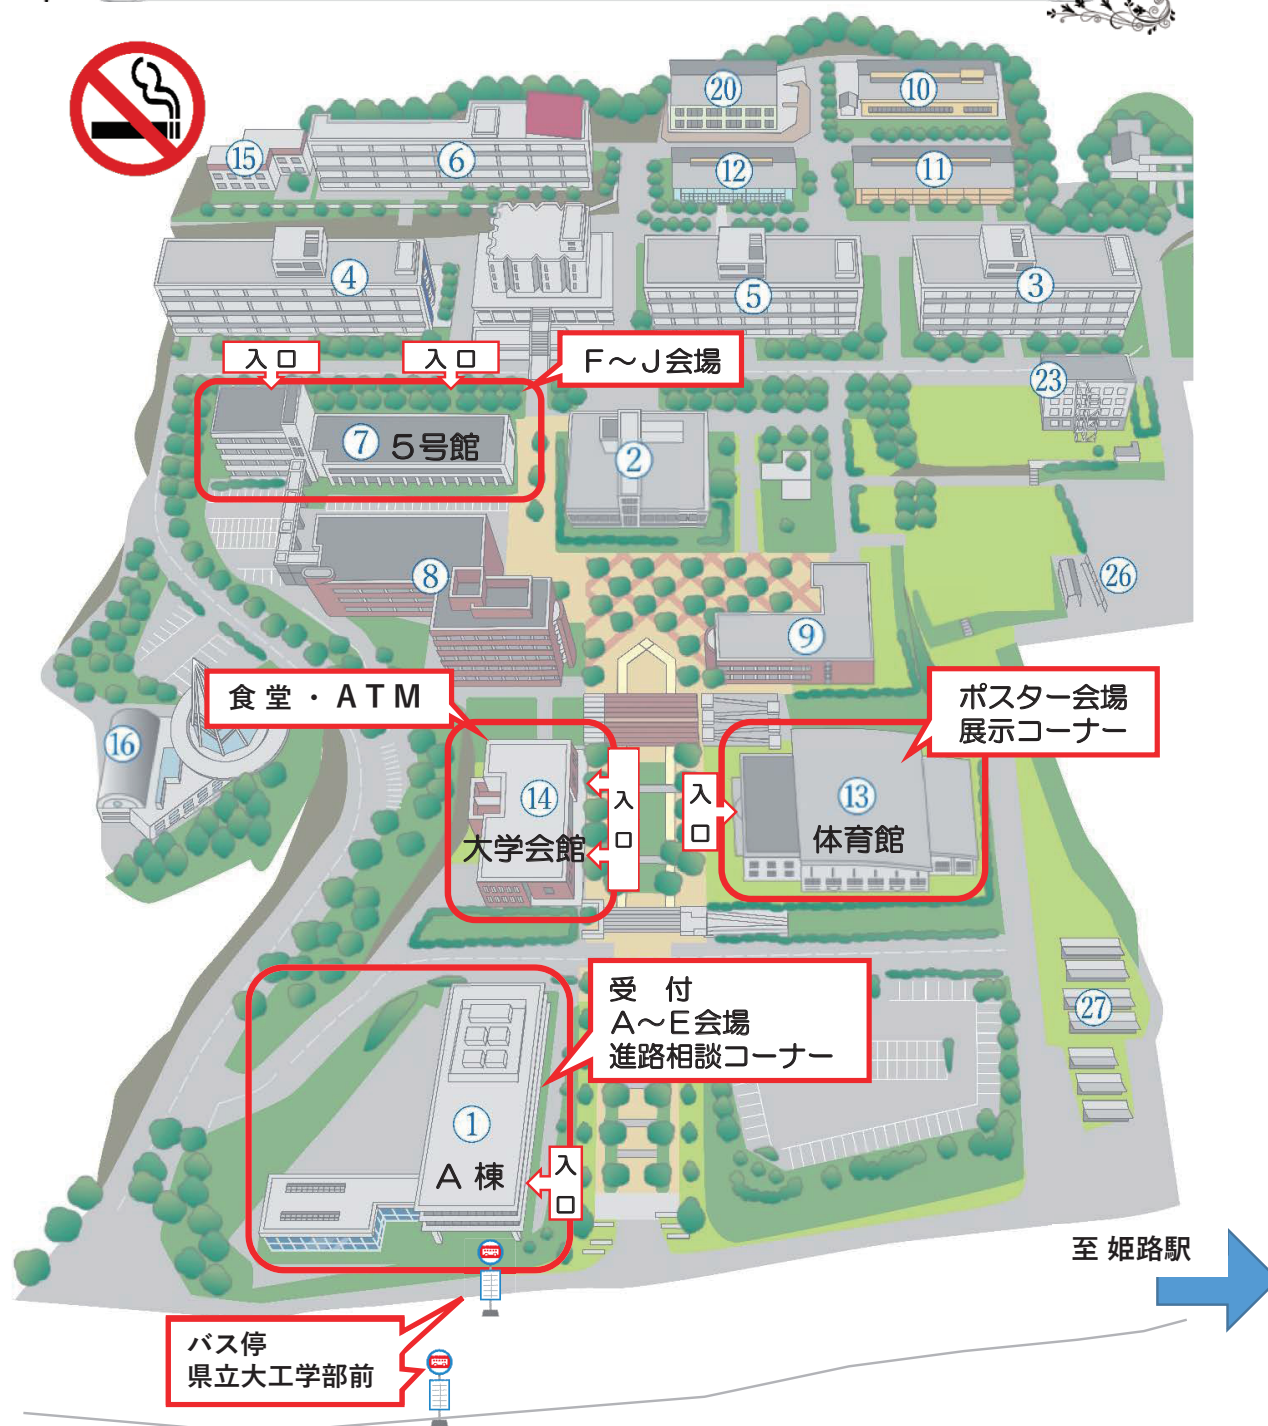 ⑳
⑩
⑮
⑥
⑫
⑪
④
⑤
③
入口
入口
F～J会場
㉓
⑦ 5号館
②
⑧
㉖
⑨
食堂・ATM
ポスター会場
展示コーナー
⑯
⑭
大学会館
入口
入口
⑬
体育館
受 付
A～E会場
進路相談コーナー
㉗
①
A棟
入口
至 姫路駅
バス停
県立大工学部前